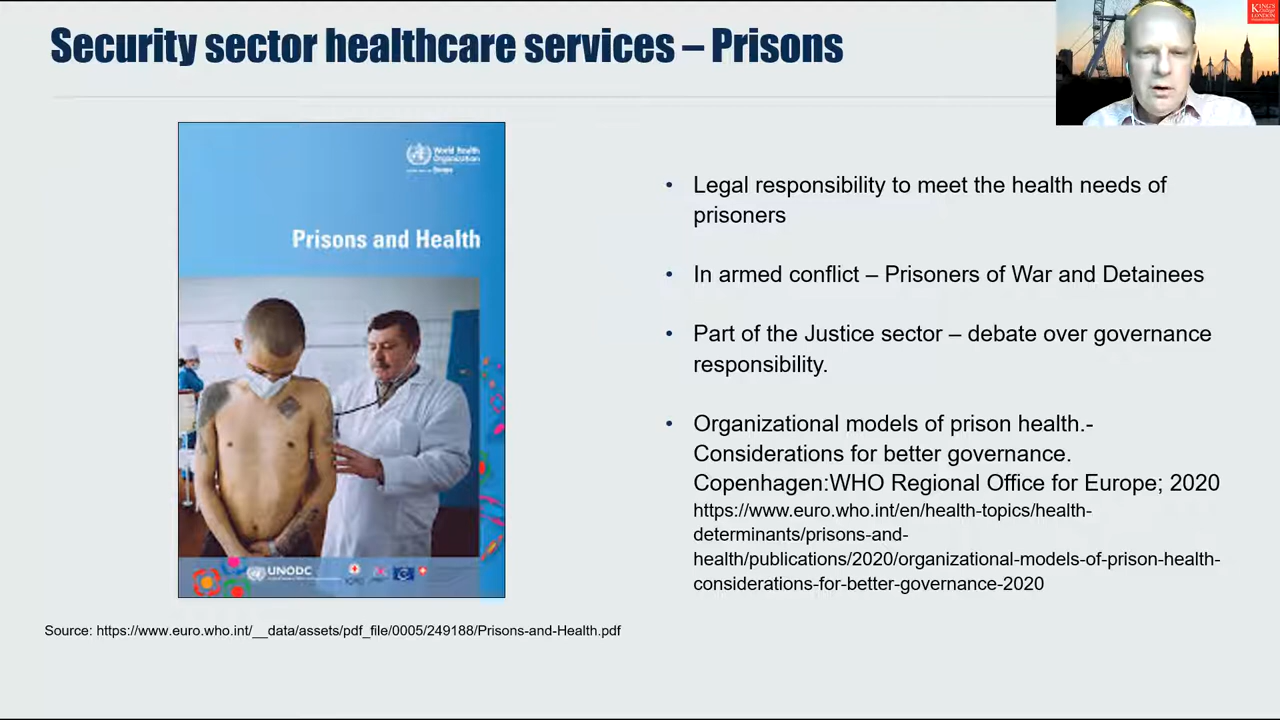 Security sector healthcare services – Prisons
KING'S
College
LONDON
World Health
Organization
Europe
Prisons and Health
UNODC
• Legal responsibility to meet the health needs of
prisoners
• In armed conflict – Prisoners of War and Detainees
• Part of the Justice sector – debate over governance
responsibility.
• Organizational models of prison health.-
Considerations for better governance.
Copenhagen:WHO Regional Office for Europe; 2020
https://www.euro.who.int/en/health-topics/health-
determinants/prisons-and-
health/publications/2020/organizational-models-of-prison-health-
considerations-for-better-governance-2020
Source: https://www.euro.who.int/__data/assets/pdf_file/0005/249188/Prisons-and-Health.pdf